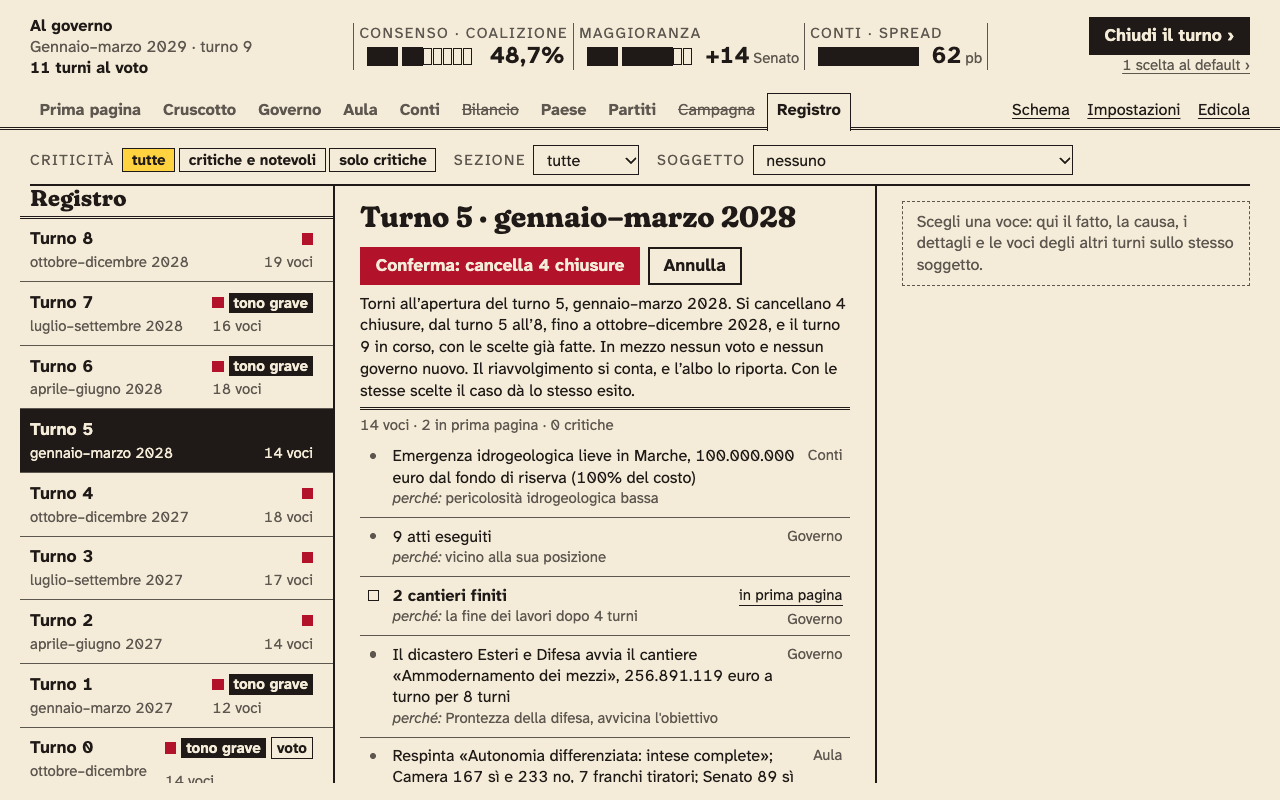 Al governo
Gennaio–marzo 2029 · turno 9
11 turni al voto
CONSENSO · COALIZIONE
48,7%
MAGGIORANZA
+14 Senato
CONTI · SPREAD
62 pb
Chiudi il turno ›
1 scelta al default ›
Prima pagina Cruscotto Governo Aula Conti Bilancio Paese Partiti Campagna Registro Schema Impostazioni Edicola
CRITICITÀ tutte critiche e notevoli solo critiche SEZIONE tutte SOGGETTO nessuno
Registro
Turno 8
ottobre–dicembre 2028 19 voci
Turno 7 tono grave
luglio–settembre 2028 16 voci
Turno 6 tono grave
aprile–giugno 2028 18 voci
Turno 5
gennaio–marzo 2028 14 voci
Turno 4
ottobre–dicembre 2027 18 voci
Turno 3
luglio–settembre 2027 17 voci
Turno 2
aprile–giugno 2027 14 voci
Turno 1 tono grave
gennaio–marzo 2027 12 voci
Turno 0 tono grave voto
ottobre–dicembre 14 voci
Turno 5 · gennaio–marzo 2028
Conferma: cancella 4 chiusure Annulla
Torni all’apertura del turno 5, gennaio–marzo 2028. Si cancellano 4
chiusure, dal turno 5 all’8, fino a ottobre–dicembre 2028, e il turno
9 in corso, con le scelte già fatte. In mezzo nessun voto e nessun
governo nuovo. Il riavvolgimento si conta, e l’albo lo riporta. Con le
stesse scelte il caso dà lo stesso esito.
14 voci · 2 in prima pagina · 0 critiche
Emergenza idrogeologica lieve in Marche, 100.000.000 Conti
euro dal fondo di riserva (100% del costo)
perché: pericolosità idrogeologica bassa
9 atti eseguiti Governo
perché: vicino alla sua posizione
2 cantieri finiti in prima pagina
perché: la fine dei lavori dopo 4 turni Governo
Il dicastero Esteri e Difesa avvia il cantiere Governo
«Ammodernamento dei mezzi», 256.891.119 euro a
turno per 8 turni
perché: Prontezza della difesa, avvicina l'obiettivo
Respinta «Autonomia differenziata: intese complete»; Aula
Camera 167 sì e 233 no, 7 franchi tiratori; Senato 89 sì
Scegli una voce: qui il fatto, la causa, i
dettagli e le voci degli altri turni sullo stesso
soggetto.